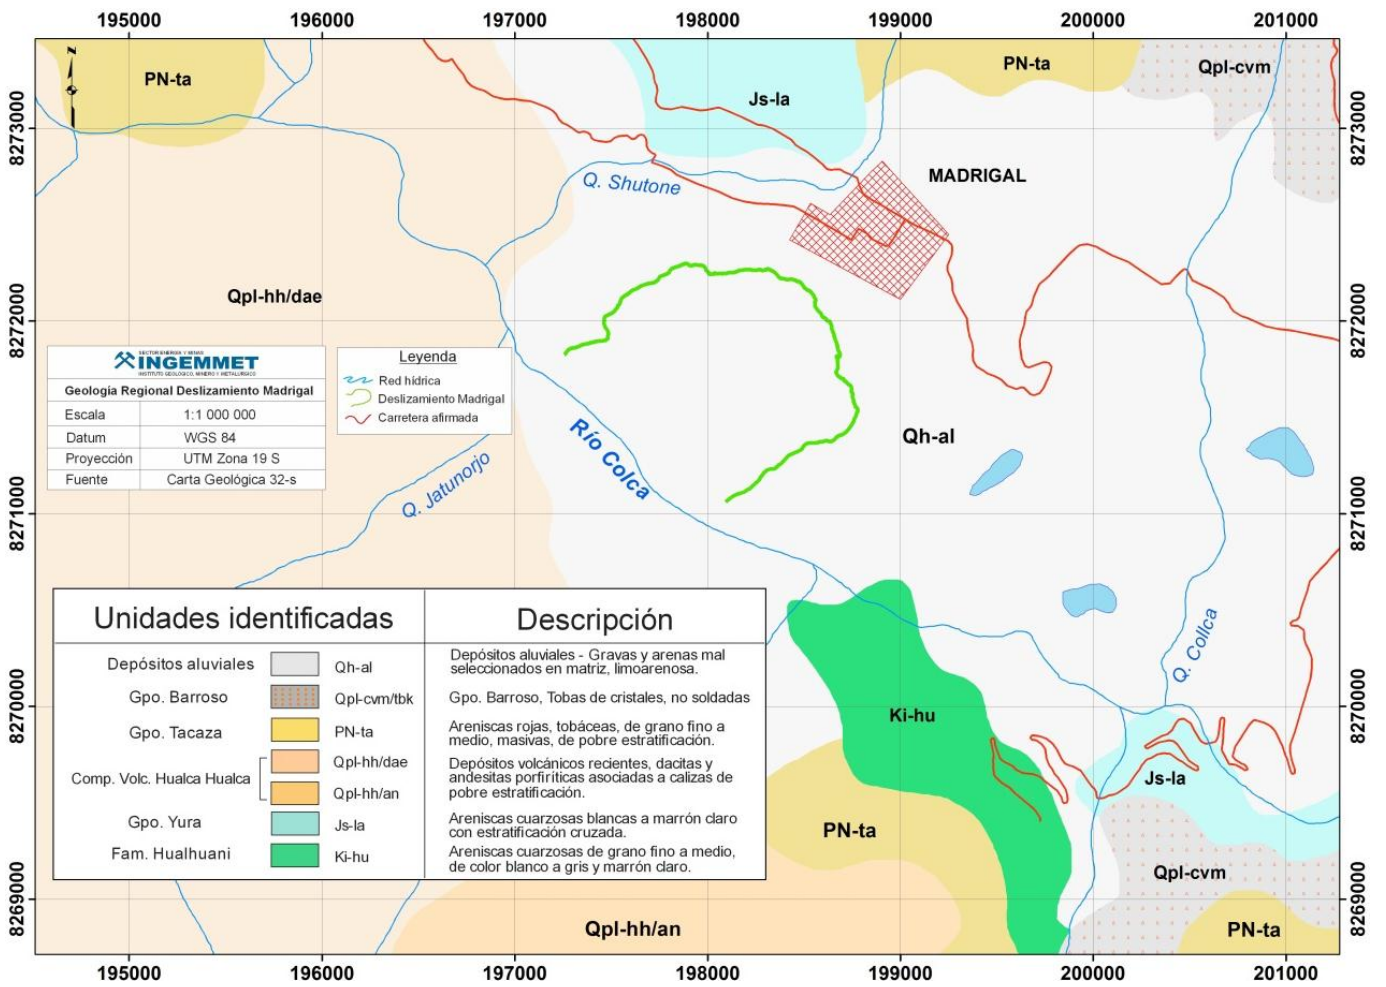 195000 196000 197000 198000 199000 200000 201000
PN-ta
PN-ta
Qpl-cvm
Js-la
N
8273000
8273000
MADRIGAL
Q. Shutone
Qpl-hh/dae
8272000
8272000
SECTOR ENERGÍA Y MINAS
INGEMMET
INSTITUTO GEOLÓGICO, MINERO Y METALÚRGICO
Geología Regional Deslizamiento Madrigal
Escala 1:1 000 000
Datum WGS 84
Proyección UTM Zona 19 S
Fuente Carta Geológica 32-s
Leyenda
Red hídrica
Deslizamiento Madrigal
Carretera afirmada
Río Colca
Qh-al
Q. Jatunorjo
8271000
8271000
Q. Collca
Unidades identificadas Descripción
Depósitos aluviales Qh-al Depósitos aluviales - Gravas y arenas mal
seleccionados en matriz, limoarenosa.
Gpo. Barroso Qpl-cvm/tbk Gpo. Barroso, Tobas de cristales, no soldadas
Gpo. Tacaza PN-ta Areniscas rojas, tobáceas, de grano fino a
medio, masivas, de pobre estratificación.
Comp. Volc. Hualca Hualca Qpl-hh/dae Depósitos volcánicos recientes, dacitas y
andesitas porfiríticas asociadas a calizas de
Qpl-hh/an pobre estratificación.
Gpo. Yura Js-la Areniscas cuarzosas blancas a marrón claro
con estratificación cruzada.
Fam. Hualhuani Ki-hu Areniscas cuarzosas de grano fino a medio,
de color blanco a gris y marrón claro.
8270000
8270000
Ki-hu
Js-la
PN-ta
Qpl-cvm
8269000
8269000
Qpl-hh/an
PN-ta
195000 196000 197000 198000 199000 200000 201000